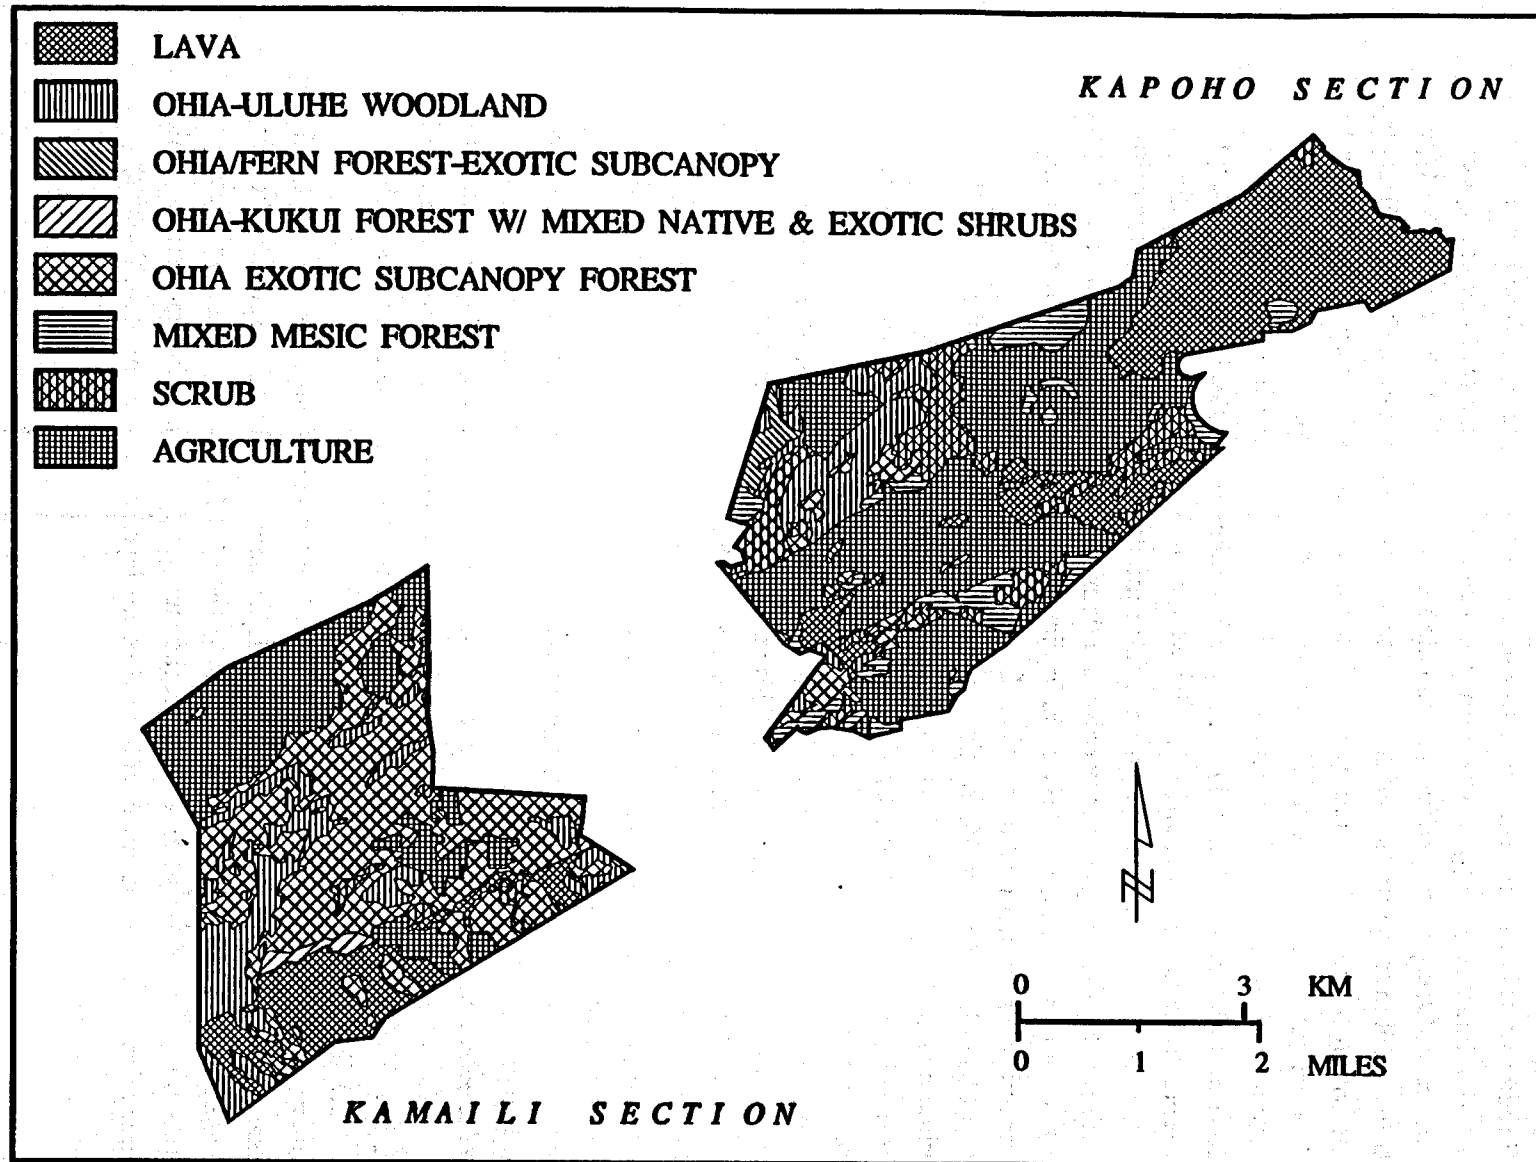 LAVA
OHIA-ULUHE WOODLAND
OHIA/FERN FOREST-EXOTIC SUBCANOPY
OHIA-KUKUI FOREST W/ MIXED NATIVE & EXOTIC SHRUBS
OHIA EXOTIC SUBCANOPY FOREST
MIXED MESIC FOREST
SCRUB
AGRICULTURE
KAPOHO SECTION
N
0 3 KM
0 1 2 MILES
KAMAILI SECTION